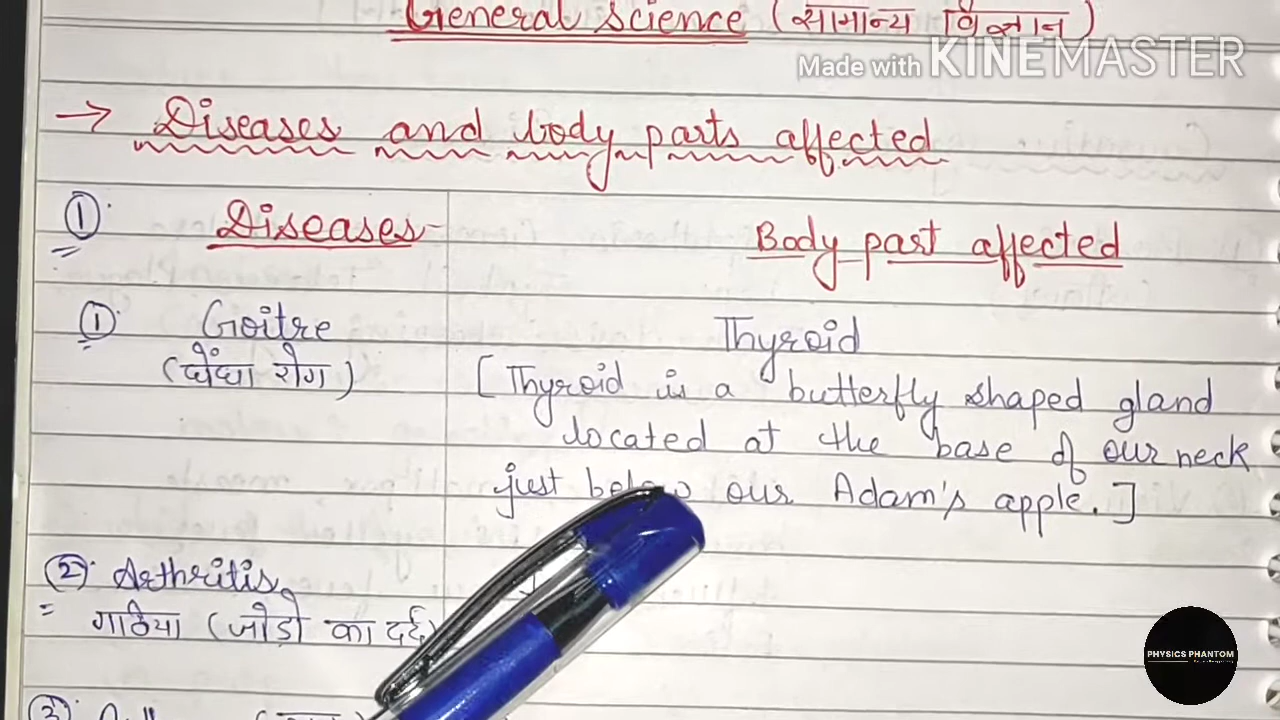 General Science (सामान्य विज्ञान)
Made with KINEMASTER
→ Diseases and body parts affected
① Diseases Body part affected
① Goitre Thyroid
(घेंघा रोग) [Thyroid is a butterfly shaped gland
located at the base of our neck
just below our Adam's apple.]
② Arthritis
गठिया (जोड़ो का दर्द)
③
PHYSICS PHANTOM